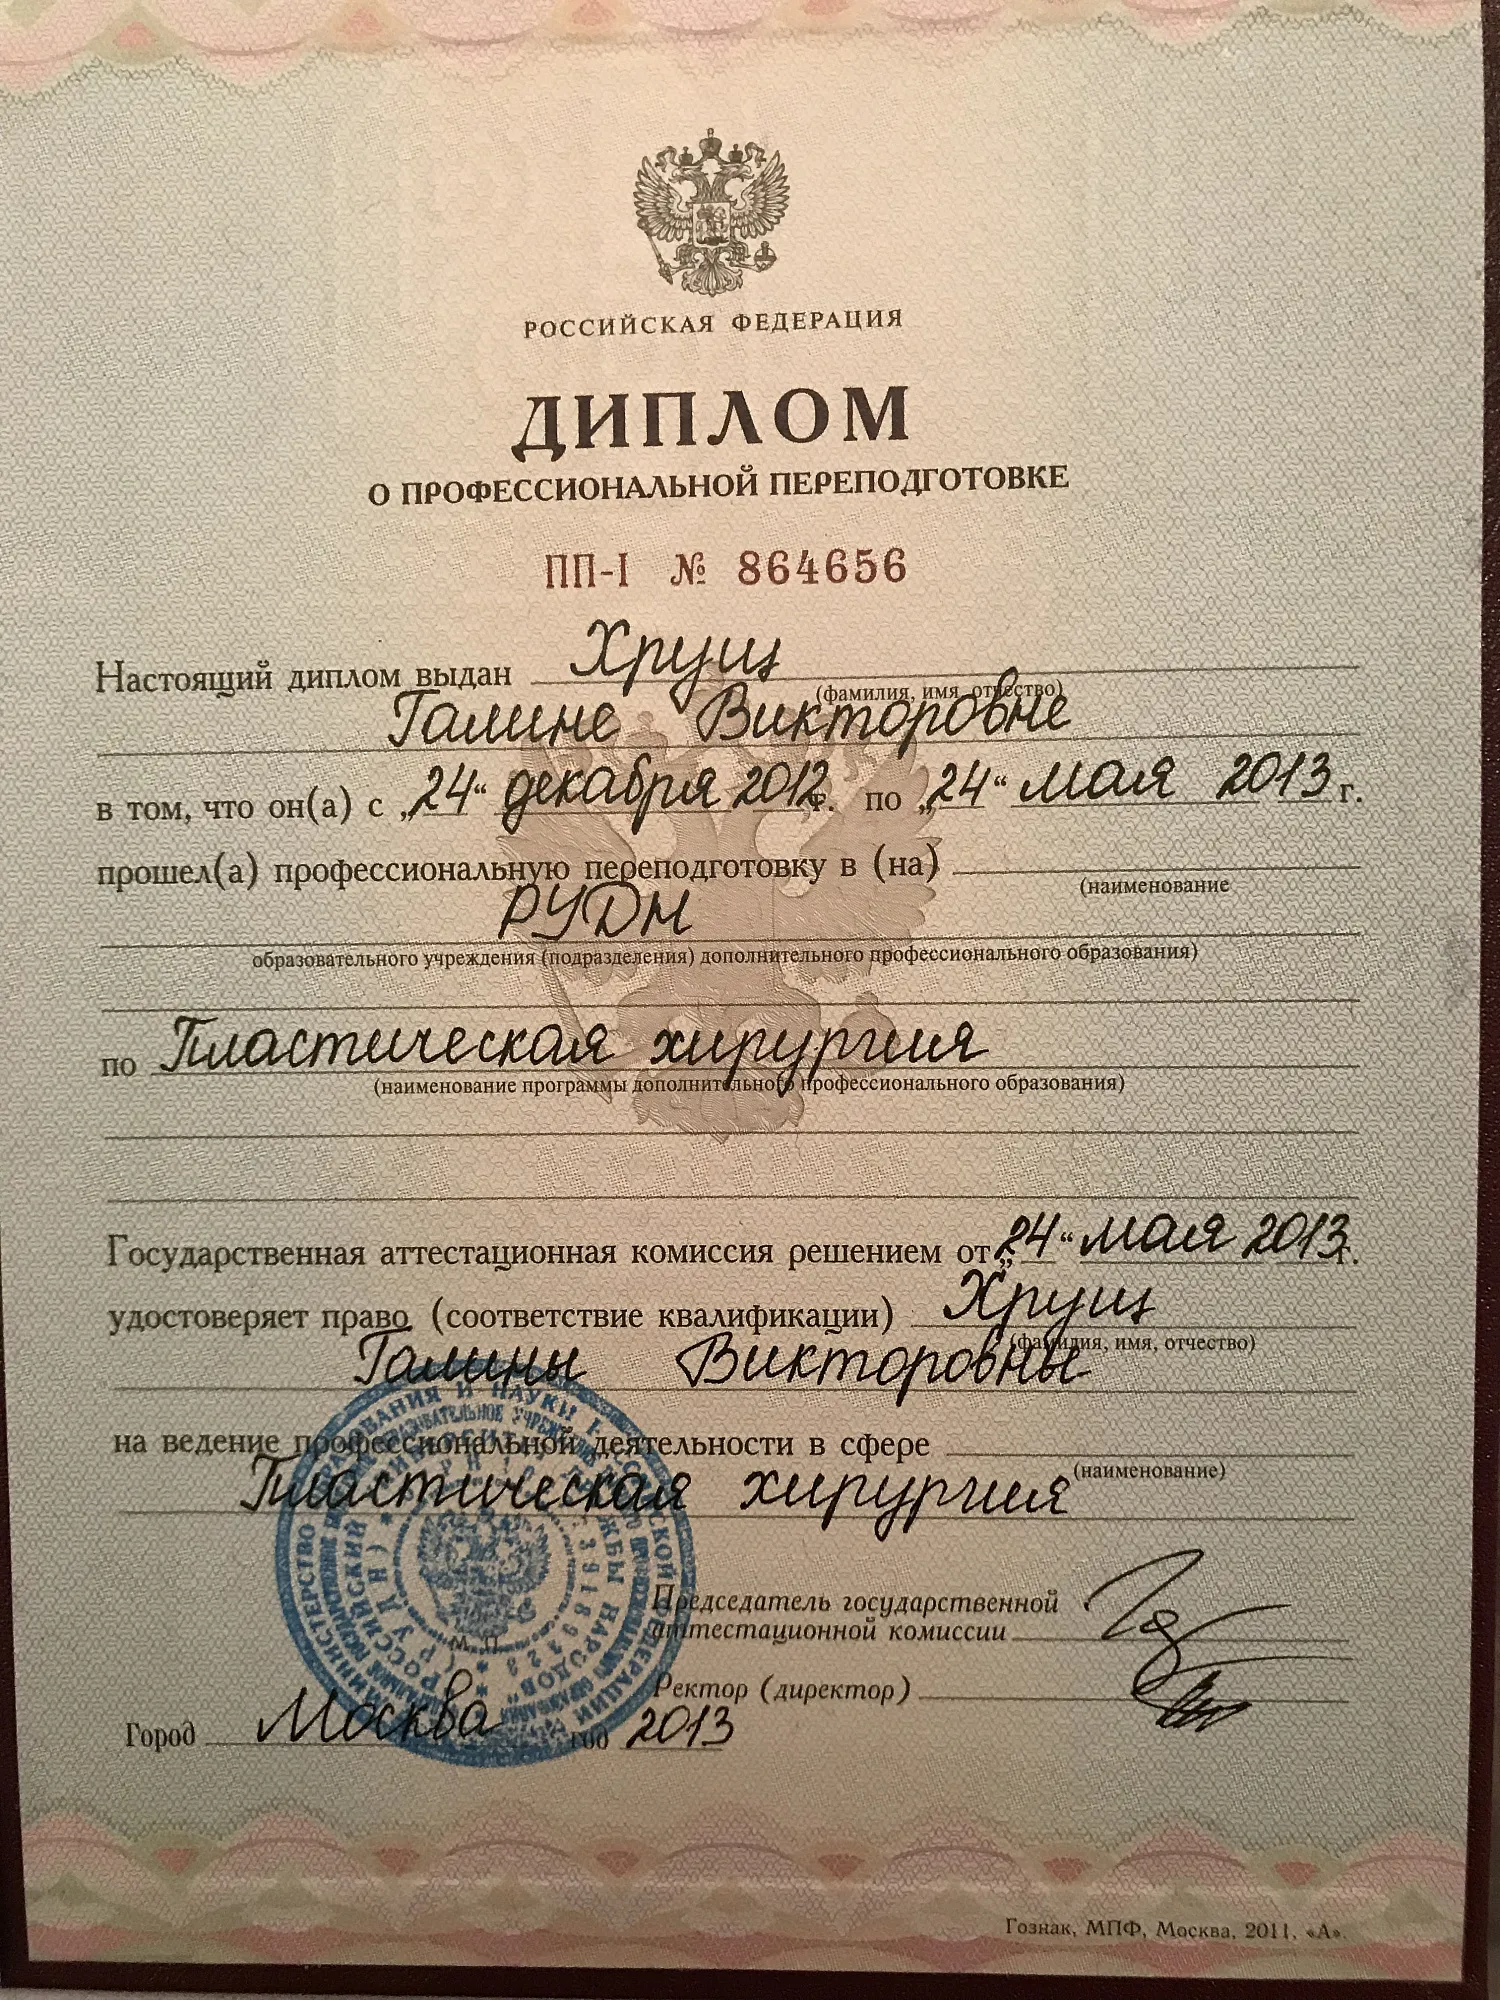 РОССИЙСКАЯ ФЕДЕРАЦИЯ
ДИПЛОМ
О ПРОФЕССИОНАЛЬНОЙ ПЕРЕПОДГОТОВКЕ
ПП-I № 864656
Настоящий диплом выдан Хрущ
(фамилия, имя, отчество)
Галине Викторовне
в том, что он(а) с „24“ декабря 2012г. по „24“ мая 2013 г.
прошел(а) профессиональную переподготовку в (на)
(наименование
РУДН
образовательного учреждения (подразделения) дополнительного профессионального образования)
по Пластическая хирургия
(наименование программы дополнительного профессионального образования)
Государственная аттестационная комиссия решением от „24“ мая 2013г.
удостоверяет право (соответствие квалификации) Хрущ
(фамилия, имя, отчество)
Галины Викторовны
на ведение профессиональной деятельности в сфере
(наименование)
Пластическая хирургия
Председатель государственной
аттестационной комиссии
М.П.
Ректор (директор)
Город Москва год 2013
Гознак, МПФ, Москва, 2011, «А».